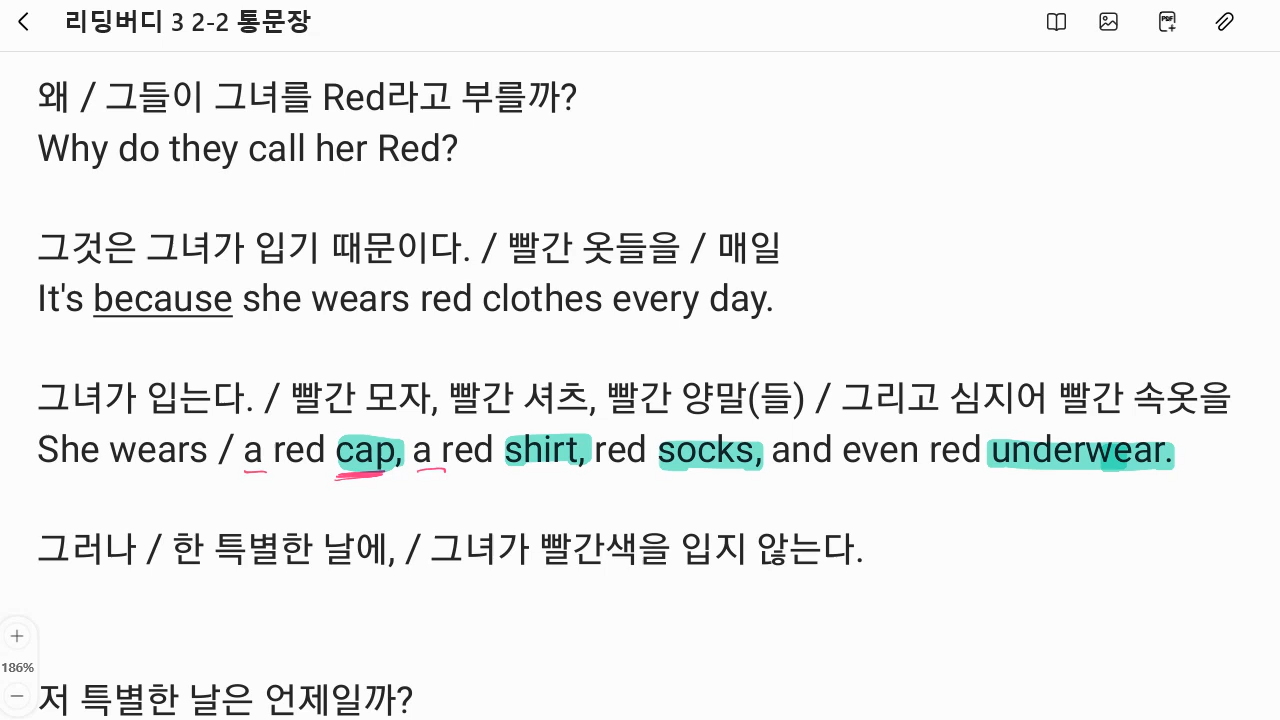 리딩버디 3 2-2 통문장
왜 / 그들이 그녀를 Red라고 부를까?
Why do they call her Red?
그것은 그녀가 입기 때문이다. / 빨간 옷들을 / 매일
It's because she wears red clothes every day.
그녀가 입는다. / 빨간 모자, 빨간 셔츠, 빨간 양말(들) / 그리고 심지어 빨간 속옷을
She wears / a red cap, a red shirt, red socks, and even red underwear.
그러나 / 한 특별한 날에, / 그녀가 빨간색을 입지 않는다.
186%
저 특별한 날은 언제일까?